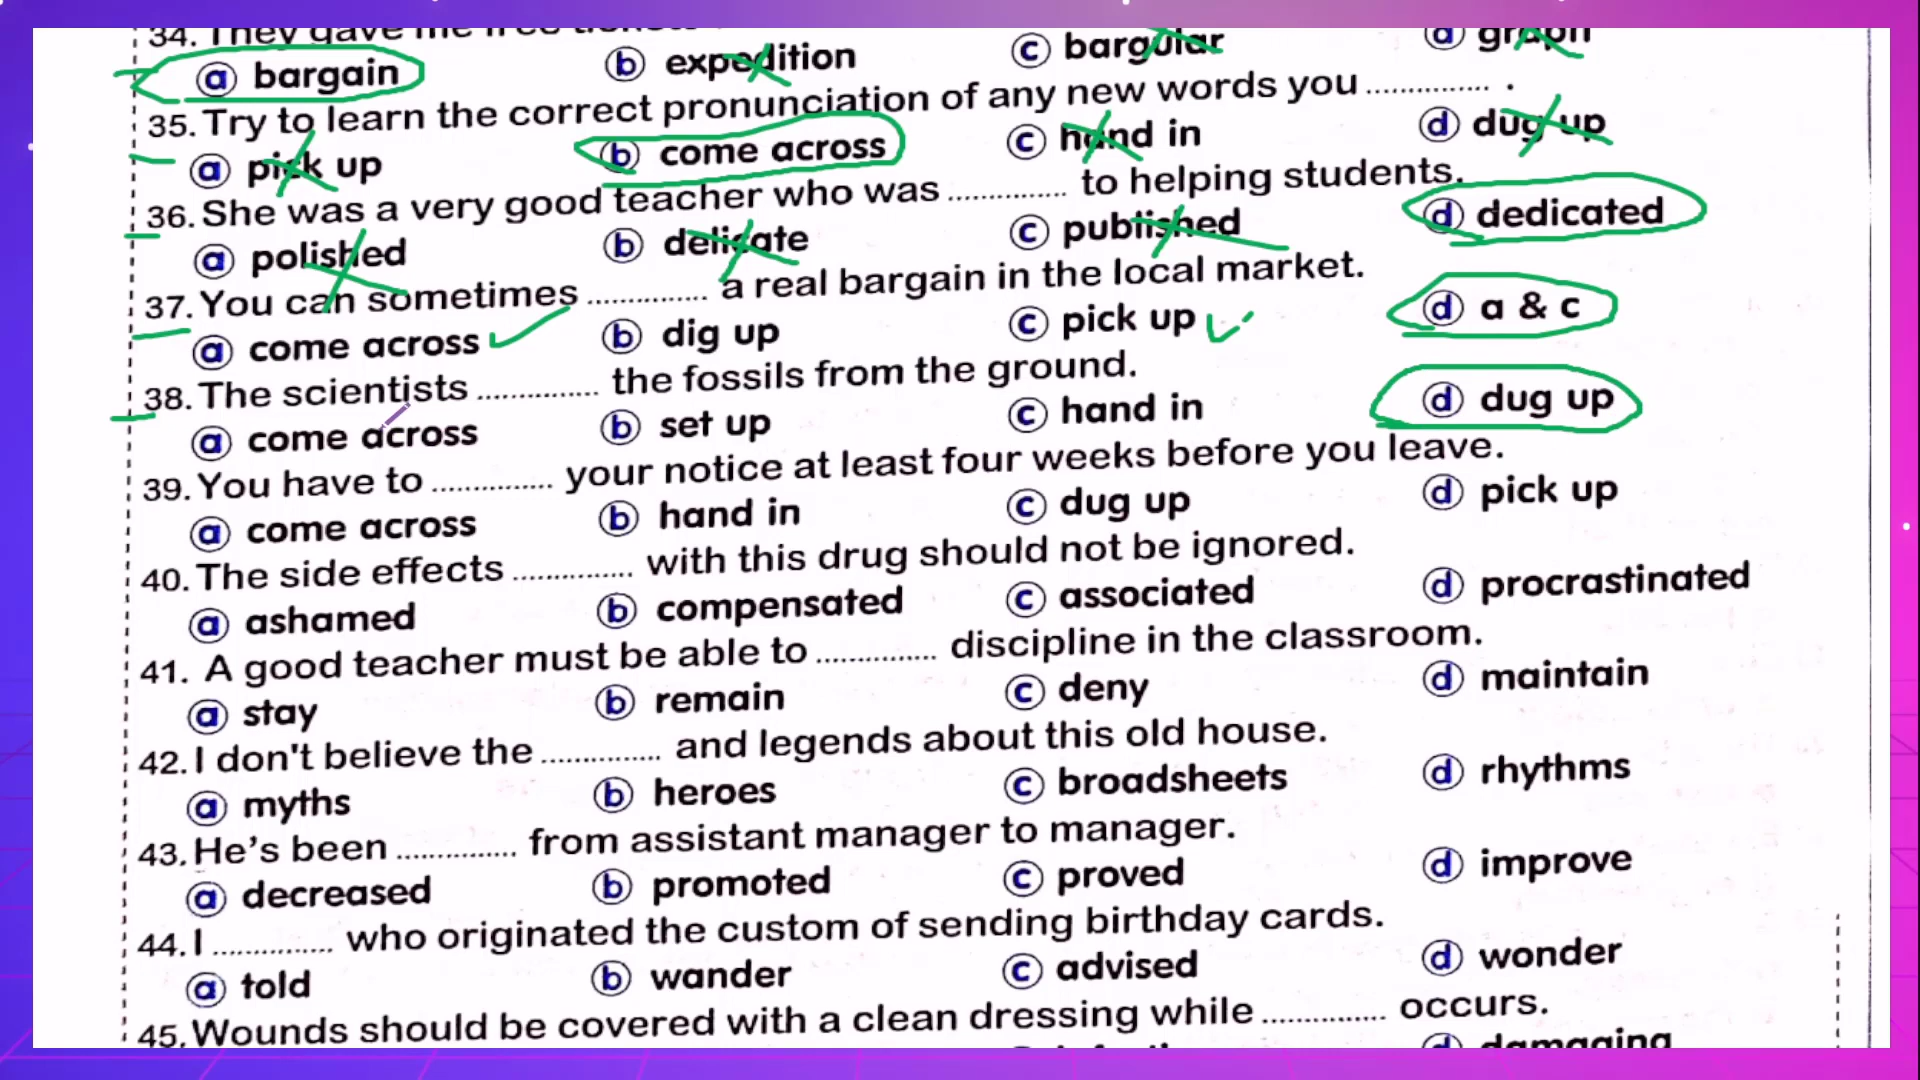 34. They gave me free tickets
ⓐ bargain ⓑ expedition ⓒ bargular ⓓ graph
35. Try to learn the correct pronunciation of any new words you .............. .
ⓐ pick up ⓑ come across ⓒ hand in ⓓ dug up
36. She was a very good teacher who was .............. to helping students.
ⓐ polished ⓑ delicate ⓒ published ⓓ dedicated
37. You can sometimes .............. a real bargain in the local market.
ⓐ come across ⓑ dig up ⓒ pick up ⓓ a & c
38. The scientists .............. the fossils from the ground.
ⓐ come across ⓑ set up ⓒ hand in ⓓ dug up
39. You have to .............. your notice at least four weeks before you leave.
ⓐ come across ⓑ hand in ⓒ dug up ⓓ pick up
40. The side effects .............. with this drug should not be ignored.
ⓐ ashamed ⓑ compensated ⓒ associated ⓓ procrastinated
41. A good teacher must be able to .............. discipline in the classroom.
ⓐ stay ⓑ remain ⓒ deny ⓓ maintain
42. I don't believe the .............. and legends about this old house.
ⓐ myths ⓑ heroes ⓒ broadsheets ⓓ rhythms
43. He's been .............. from assistant manager to manager.
ⓐ decreased ⓑ promoted ⓒ proved ⓓ improve
44. I .............. who originated the custom of sending birthday cards.
ⓐ told ⓑ wander ⓒ advised ⓓ wonder
45. Wounds should be covered with a clean dressing while .............. occurs.
ⓓ damaging